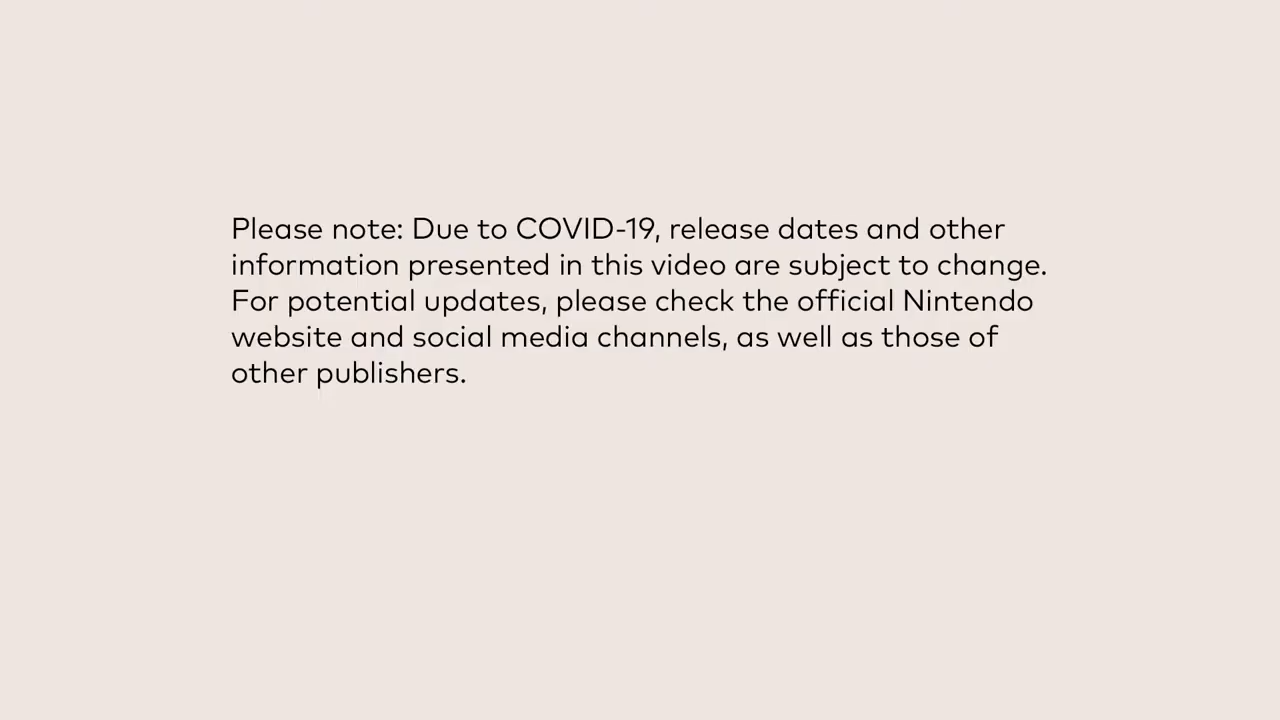 Please note: Due to COVID-19, release dates and other
information presented in this video are subject to change.
For potential updates, please check the official Nintendo
website and social media channels, as well as those of
other publishers.